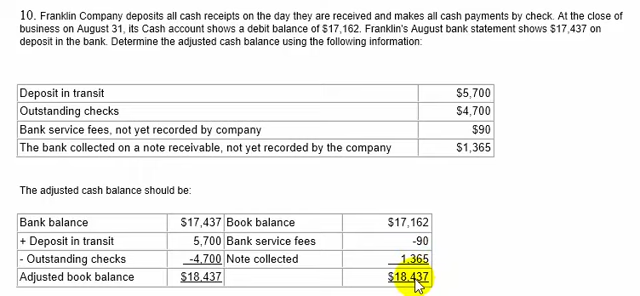 10. Franklin Company deposits all cash receipts on the day they are received and makes all cash payments by check. At the close of
business on August 31, its Cash account shows a debit balance of $17,162. Franklin's August bank statement shows $17,437 on
deposit in the bank. Determine the adjusted cash balance using the following information:
Deposit in transit $5,700
Outstanding checks $4,700
Bank service fees, not yet recorded by company $90
The bank collected on a note receivable, not yet recorded by the company $1,365
The adjusted cash balance should be:
Bank balance $17,437 Book balance $17,162
+ Deposit in transit 5,700 Bank service fees -90
- Outstanding checks -4,700 Note collected 1,365
Adjusted book balance $18,437 $18,437